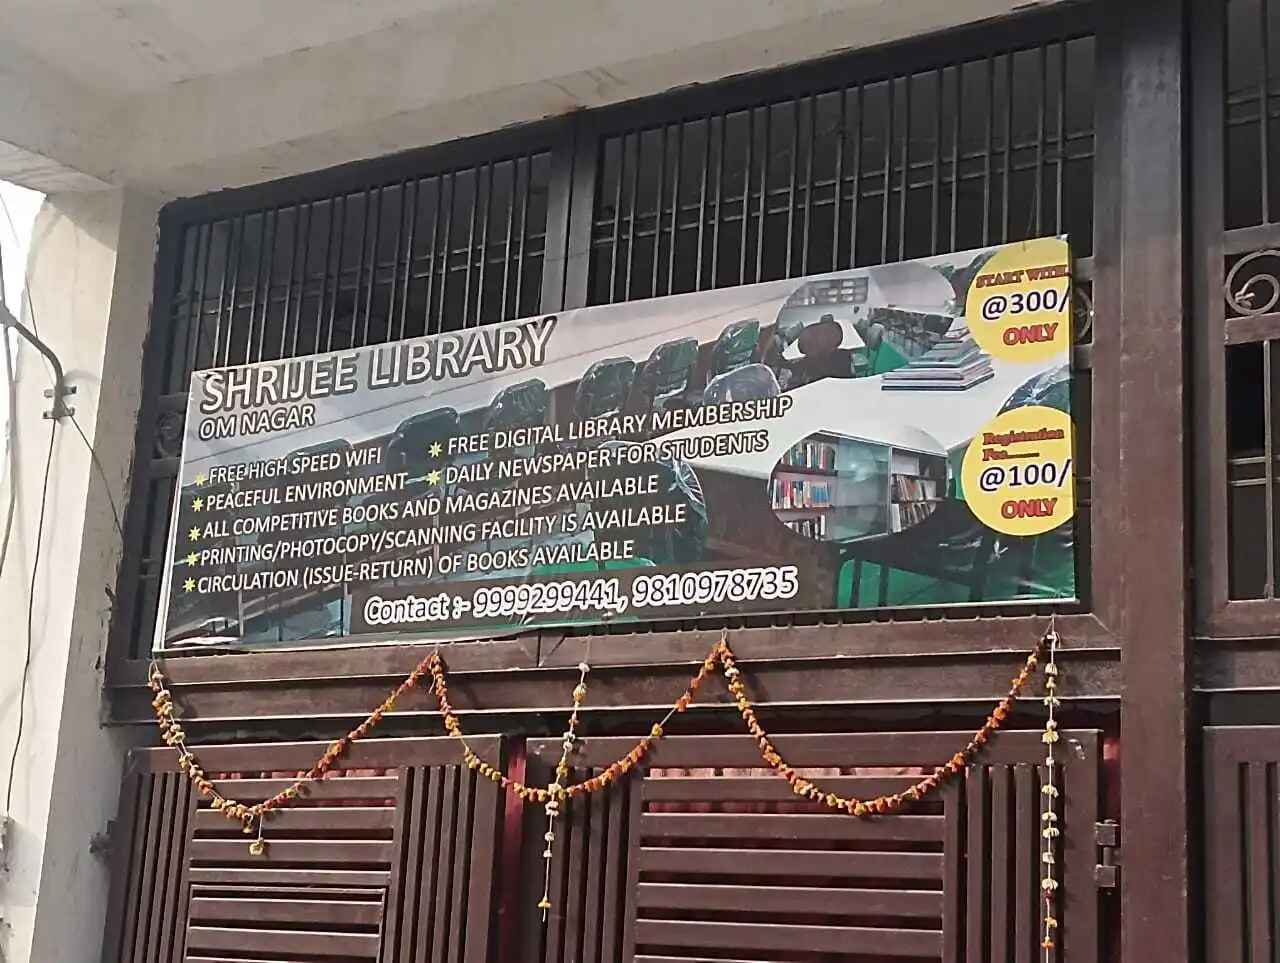 SHRIJEE LIBRARY
OM NAGAR
FREE HIGH SPEED WIFI
FREE DIGITAL LIBRARY MEMBERSHIP
PEACEFUL ENVIRONMENT
DAILY NEWSPAPER FOR STUDENTS
ALL COMPETITIVE BOOKS AND MAGAZINES AVAILABLE
PRINTING/PHOTOCOPY/SCANNING FACILITY IS AVAILABLE
CIRCULATION (ISSUE-RETURN) OF BOOKS AVAILABLE
Contact :- 9999299441, 9810978735
START WITH
@300/
ONLY
Registration
Fee......
@100/
ONLY